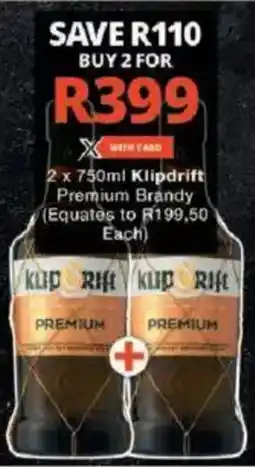 SAVE R110
BUY 2 FOR
R399
X WITH CARD
2 x 750ml Klipdrift
Premium Brandy
(Equates to R199,50
Each)
KLIPDRIFT KLIPDRIFT
PREMIUM + PREMIUM